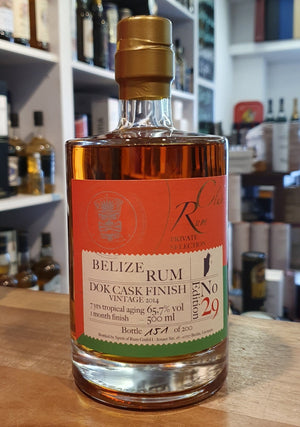 Rum
PRIVATE
SELECTION
BELIZE RUM
DOK CASK FINISH
VINTAGE 2014
7 yrs tropical aging 65,7% vol
1 month finish 500 ml
Bottle 151 of 200
Edition
No
29